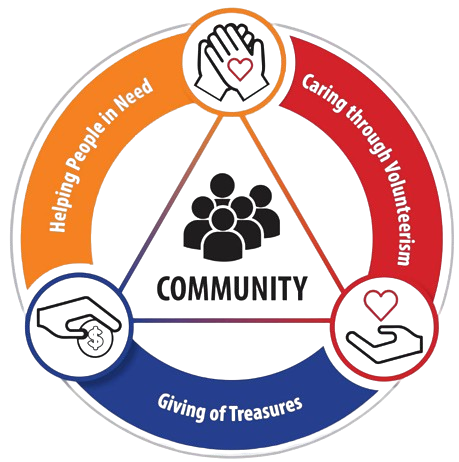 Helping People in Need
Caring through Volunteerism
COMMUNITY
$
Giving of Treasures